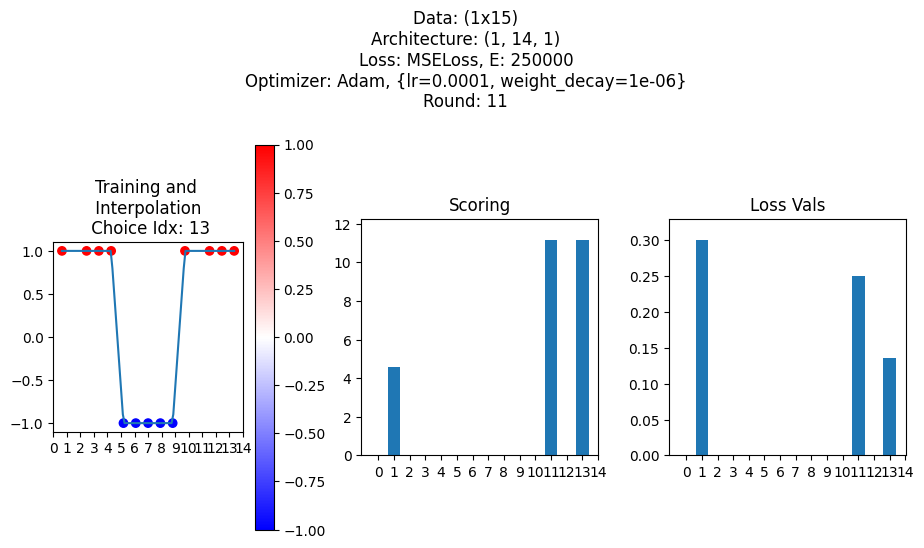 Data: (1x15)
Architecture: (1, 14, 1)
Loss: MSELoss, E: 250000
Optimizer: Adam, {lr=0.0001, weight_decay=1e-06}
Round: 11
Training and
Interpolation
Choice Idx: 13
1.0
0.5
0.0
−0.5
−1.0
0 1 2 3 4 5 6 7 8 9 10 11 12 13 14
1.00
0.75
0.50
0.25
0.00
−0.25
−0.50
−0.75
−1.00
Scoring
12
10
8
6
4
2
0
0 1 2 3 4 5 6 7 8 9 10 11 12 13 14
Loss Vals
0.30
0.25
0.20
0.15
0.10
0.05
0.00
0 1 2 3 4 5 6 7 8 9 10 11 12 13 14